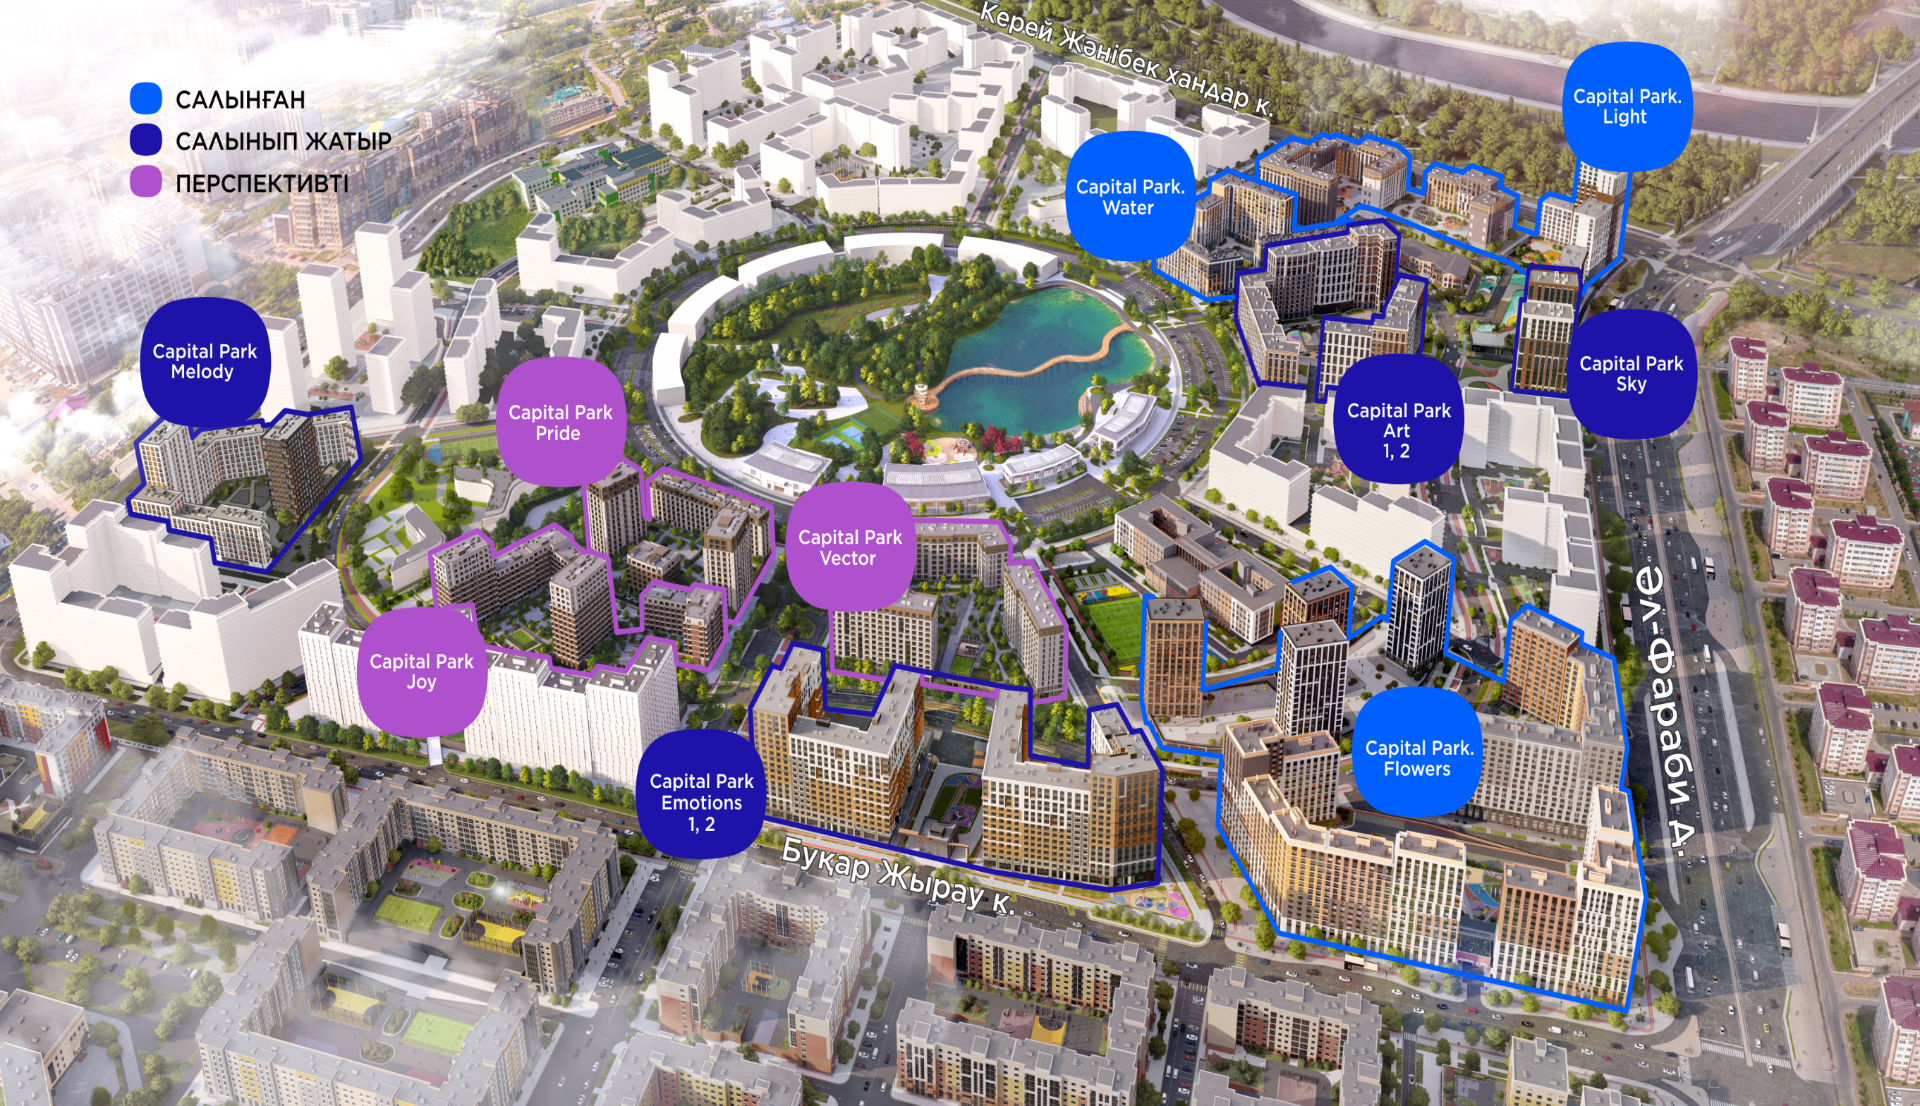 Керей Жәнібек хандар к.
САЛЫНҒАН
САЛЫНЫП ЖАТЫР
ПЕРСПЕКТИВТІ
Capital Park.
Light
Capital Park.
Water
Capital Park
Melody
Capital Park
Sky
Capital Park
Pride
Capital Park
Art
1, 2
Capital Park
Vector
Capital Park
Joy
Capital Park
Emotions
1, 2
Capital Park.
Flowers
Әл-Фараби д.
Бұқар Жырау к.